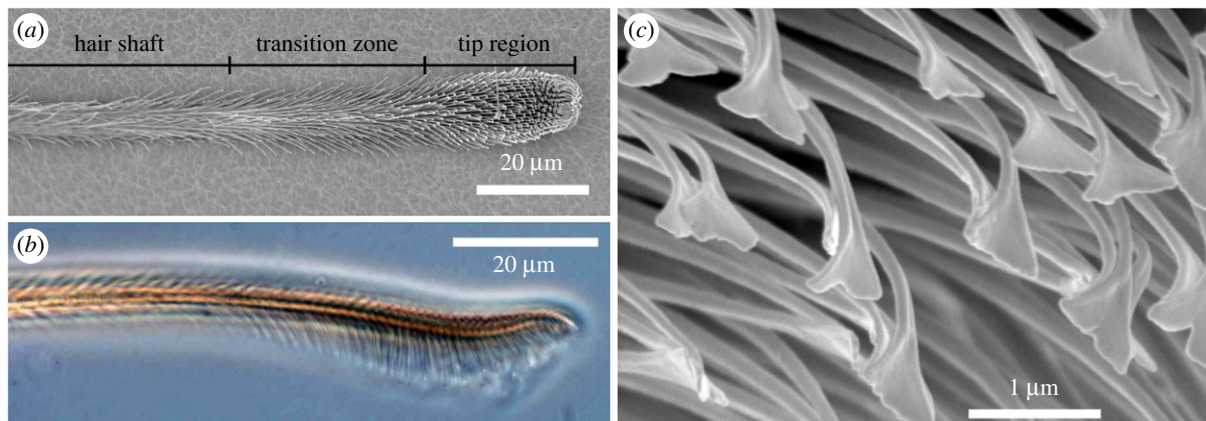 (a)
hair shaft transition zone tip region
20 µm
(b)
20 µm
(c)
1 µm